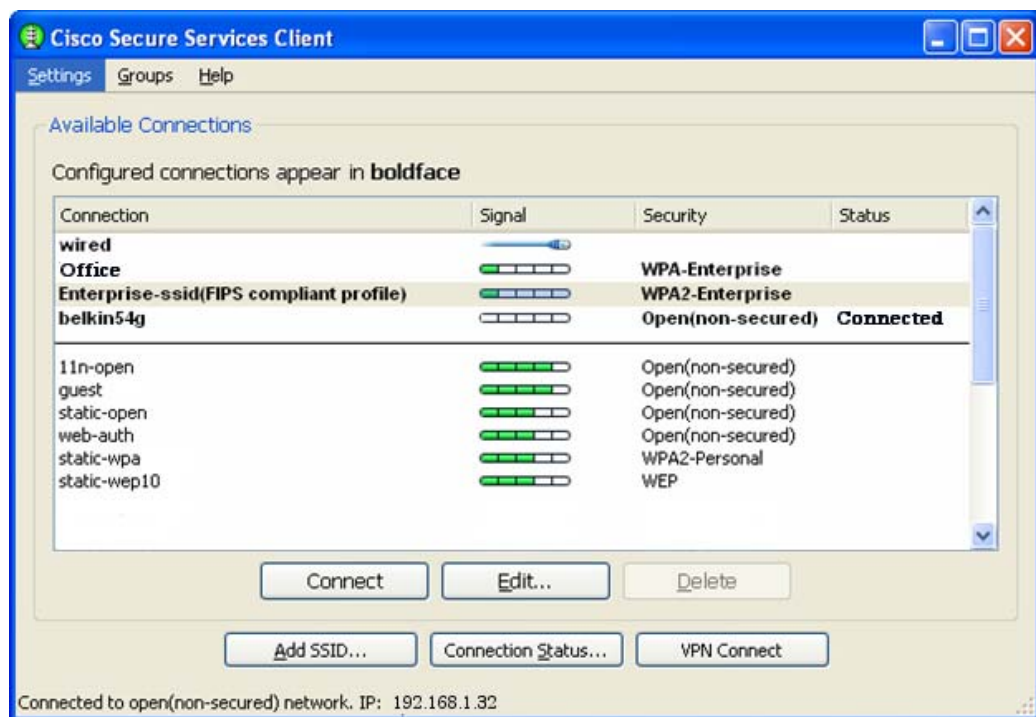 Cisco Secure Services Client
Settings Groups Help
Available Connections
Configured connections appear in boldface
Connection Signal Security Status
wired
Office WPA-Enterprise
Enterprise-ssid(FIPS compliant profile) WPA2-Enterprise
belkin54g Open(non-secured) Connected
11n-open Open(non-secured)
guest Open(non-secured)
static-open Open(non-secured)
web-auth Open(non-secured)
static-wpa WPA2-Personal
static-wep10 WEP
Connect Edit... Delete
Add SSID... Connection Status... VPN Connect
Connected to open(non-secured) network. IP: 192.168.1.32